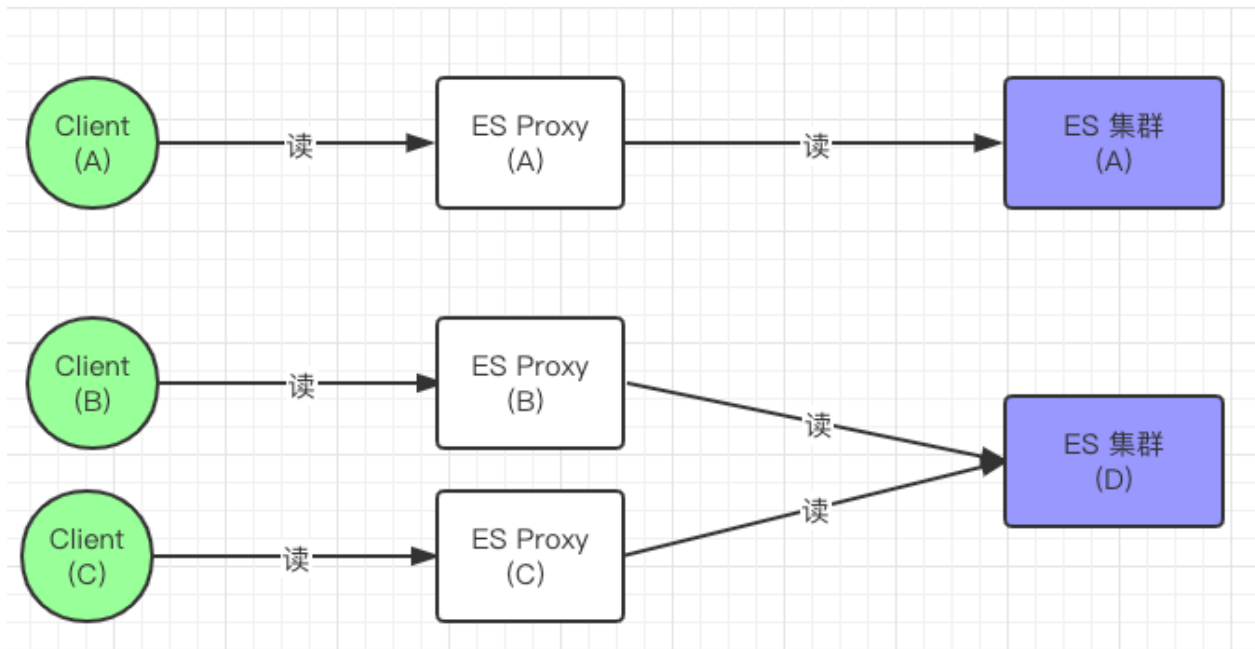 Client
(A)
读
ES Proxy
(A)
读
ES 集群
(A)
Client
(B)
读
ES Proxy
(B)
读
ES 集群
(D)
Client
(C)
读
ES Proxy
(C)
读